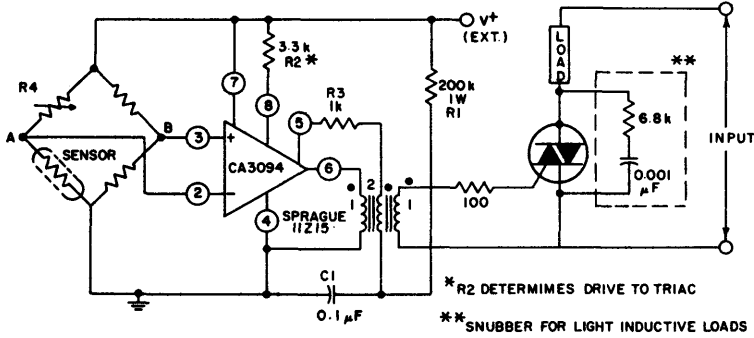 V+
(EXT.)
3.3 k
R2 *
7
8
R4
R3
1k
5
200k
1W
R1
LOAD
**
6.8k
INPUT
A
B
3
+
CA3094
6
SENSOR
2
-
4
SPRAGUE
11Z15
1
2
1
100
0.001
μF
C1
0.1 μF
*R2 DETERMIMES DRIVE TO TRIAC
**SNUBBER FOR LIGHT INDUCTIVE LOADS